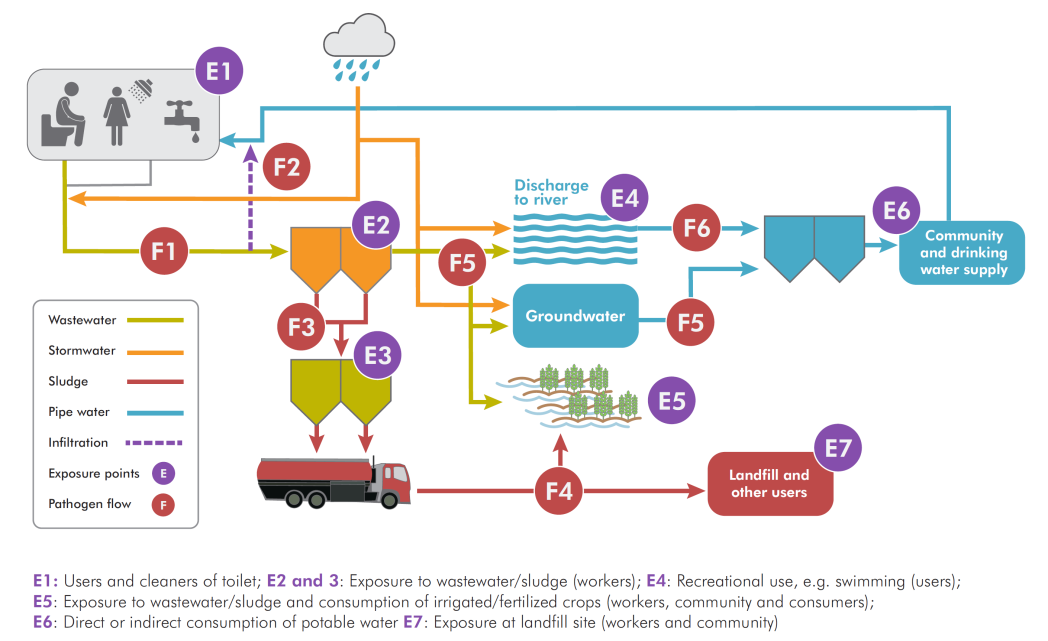 E1
F2
Discharge
to river
E4
E2
F6
E6
F1
F5
Community
and drinking
water supply
Wastewater
Stormwater
Sludge
Pipe water
Infiltration
Exposure points E
Pathogen flow F
F3
E3
Groundwater
F5
E5
E7
F4
Landfill and
other users
E1: Users and cleaners of toilet; E2 and 3: Exposure to wastewater/sludge (workers); E4: Recreational use, e.g. swimming (users);
E5: Exposure to wastewater/sludge and consumption of irrigated/fertilized crops (workers, community and consumers);
E6: Direct or indirect consumption of potable water E7: Exposure at landfill site (workers and community)